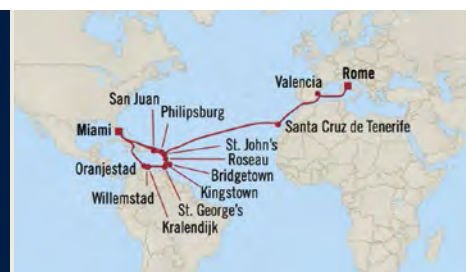 Rome
Valencia
San Juan
Philipsburg
Miami
Santa Cruz de Tenerife
St. John's
Roseau
Oranjestad
Bridgetown
Kingstown
Willemstad
St. George's
Kralendijk